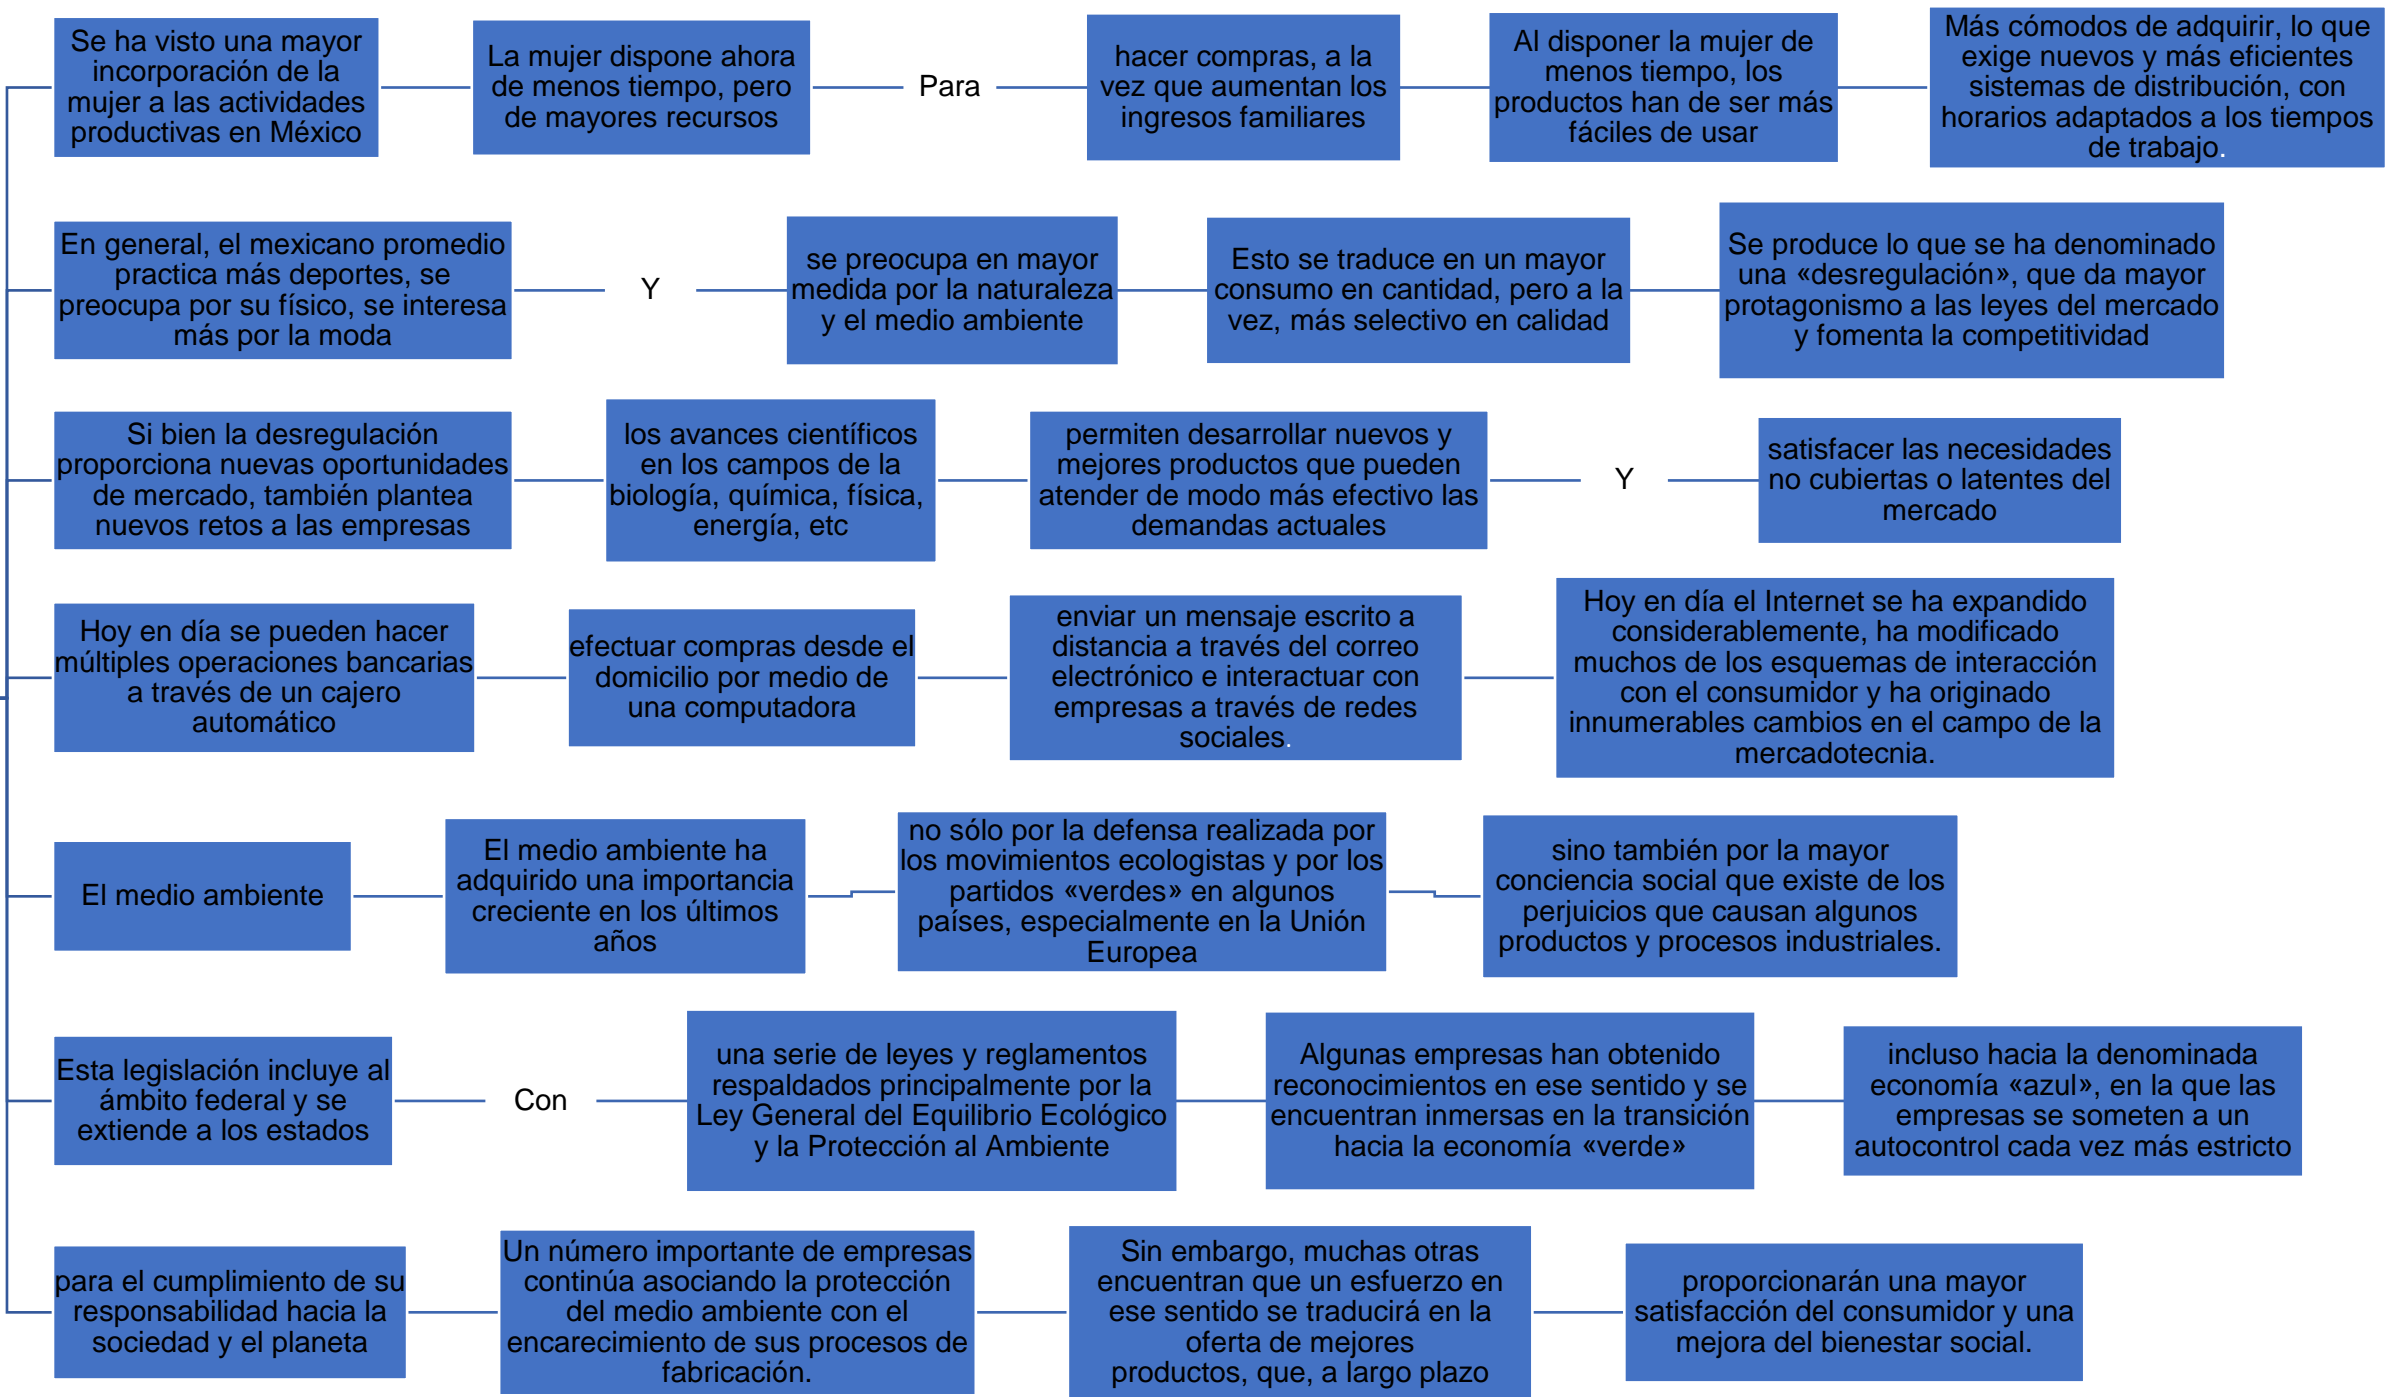 Se ha visto una mayor
incorporación de la
mujer a las actividades
productivas en México
La mujer dispone ahora
de menos tiempo, pero
de mayores recursos
Para
hacer compras, a la
vez que aumentan los
ingresos familiares
Al disponer la mujer de
menos tiempo, los
productos han de ser más
fáciles de usar
Más cómodos de adquirir, lo que
exige nuevos y más eficientes
sistemas de distribución, con
horarios adaptados a los tiempos
de trabajo.
En general, el mexicano promedio
practica más deportes, se
preocupa por su físico, se interesa
más por la moda
Y
se preocupa en mayor
medida por la naturaleza
y el medio ambiente
Esto se traduce en un mayor
consumo en cantidad, pero a la
vez, más selectivo en calidad
Se produce lo que se ha denominado
una «desregulación», que da mayor
protagonismo a las leyes del mercado
y fomenta la competitividad
Si bien la desregulación
proporciona nuevas oportunidades
de mercado, también plantea
nuevos retos a las empresas
los avances científicos
en los campos de la
biología, química, física,
energía, etc
permiten desarrollar nuevos y
mejores productos que pueden
atender de modo más efectivo las
demandas actuales
Y
satisfacer las necesidades
no cubiertas o latentes del
mercado
Hoy en día se pueden hacer
múltiples operaciones bancarias
a través de un cajero
automático
efectuar compras desde el
domicilio por medio de
una computadora
enviar un mensaje escrito a
distancia a través del correo
electrónico e interactuar con
empresas a través de redes
sociales.
Hoy en día el Internet se ha expandido
considerablemente, ha modificado
muchos de los esquemas de interacción
con el consumidor y ha originado
innumerables cambios en el campo de la
mercadotecnia.
El medio ambiente
El medio ambiente ha
adquirido una importancia
creciente en los últimos
años
no sólo por la defensa realizada por
los movimientos ecologistas y por los
partidos «verdes» en algunos
países, especialmente en la Unión
Europea
sino también por la mayor
conciencia social que existe de los
perjuicios que causan algunos
productos y procesos industriales.
Esta legislación incluye al
ámbito federal y se
extiende a los estados
Con
una serie de leyes y reglamentos
respaldados principalmente por la
Ley General del Equilibrio Ecológico
y la Protección al Ambiente
Algunas empresas han obtenido
reconocimientos en ese sentido y se
encuentran inmersas en la transición
hacia la economía «verde»
incluso hacia la denominada
economía «azul», en la que las
empresas se someten a un
autocontrol cada vez más estricto
para el cumplimiento de su
responsabilidad hacia la
sociedad y el planeta
Un número importante de empresas
continúa asociando la protección
del medio ambiente con el
encarecimiento de sus procesos de
fabricación.
Sin embargo, muchas otras
encuentran que un esfuerzo en
ese sentido se traducirá en la
oferta de mejores
productos, que, a largo plazo
proporcionarán una mayor
satisfacción del consumidor y una
mejora del bienestar social.